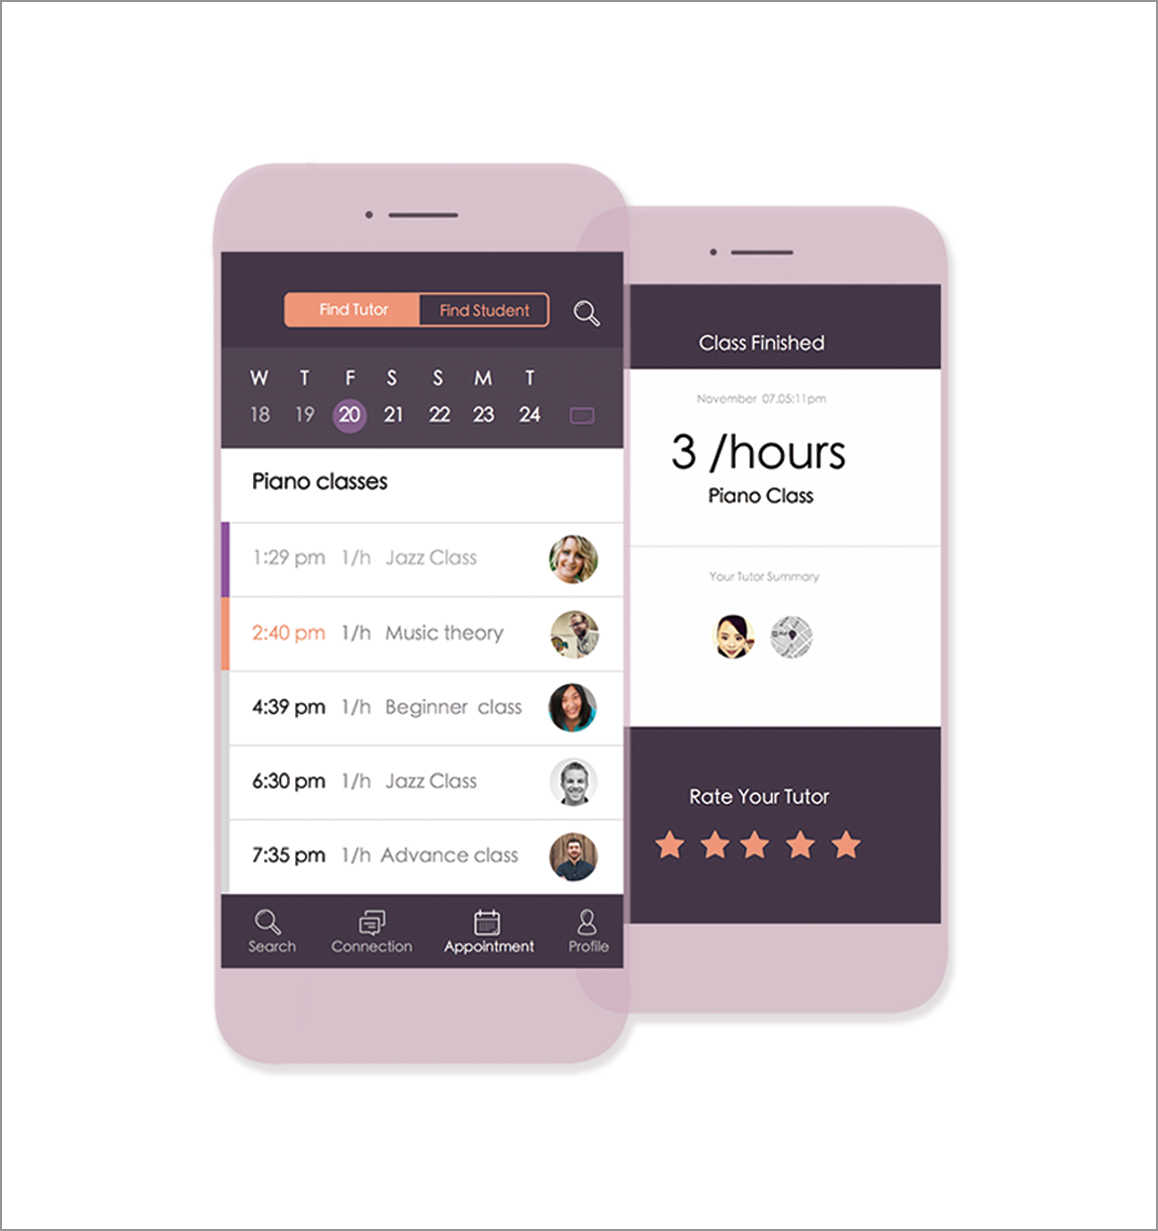 Find Tutor Find Student
W T F S S M T
18 19 20 21 22 23 24
Piano classes
1:29 pm 1/h Jazz Class
2:40 pm 1/h Music theory
4:39 pm 1/h Beginner class
6:30 pm 1/h Jazz Class
7:35 pm 1/h Advance class
Search Connection Appointment Profile
Class Finished
November 07.05:11pm
3 /hours
Piano Class
Your Tutor Summary
Rate Your Tutor